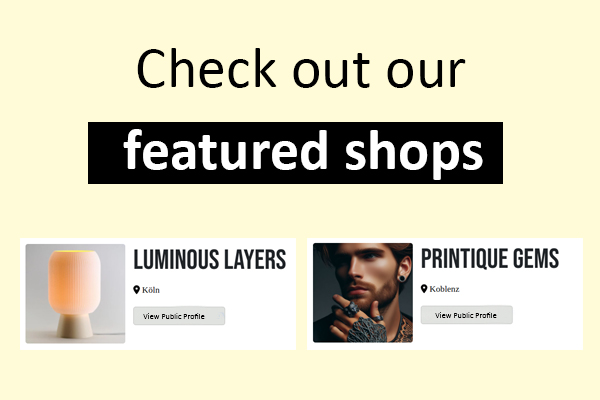 Check out our
featured shops
LUMINOUS LAYERS
Köln
View Public Profile
PRINTIQUE GEMS
Koblenz
View Public Profile